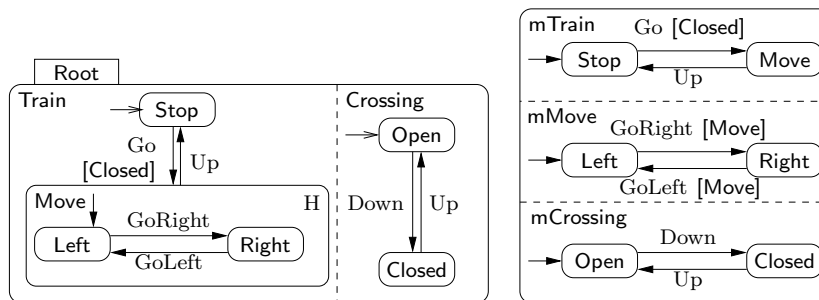 Root
Train
Stop
Go
[Closed]
Up
Move
H
GoRight
Left
Right
GoLeft
Crossing
Open
Down
Up
Closed
mTrain
Go [Closed]
Stop
Move
Up
mMove
GoRight [Move]
Left
Right
GoLeft [Move]
mCrossing
Down
Open
Closed
Up